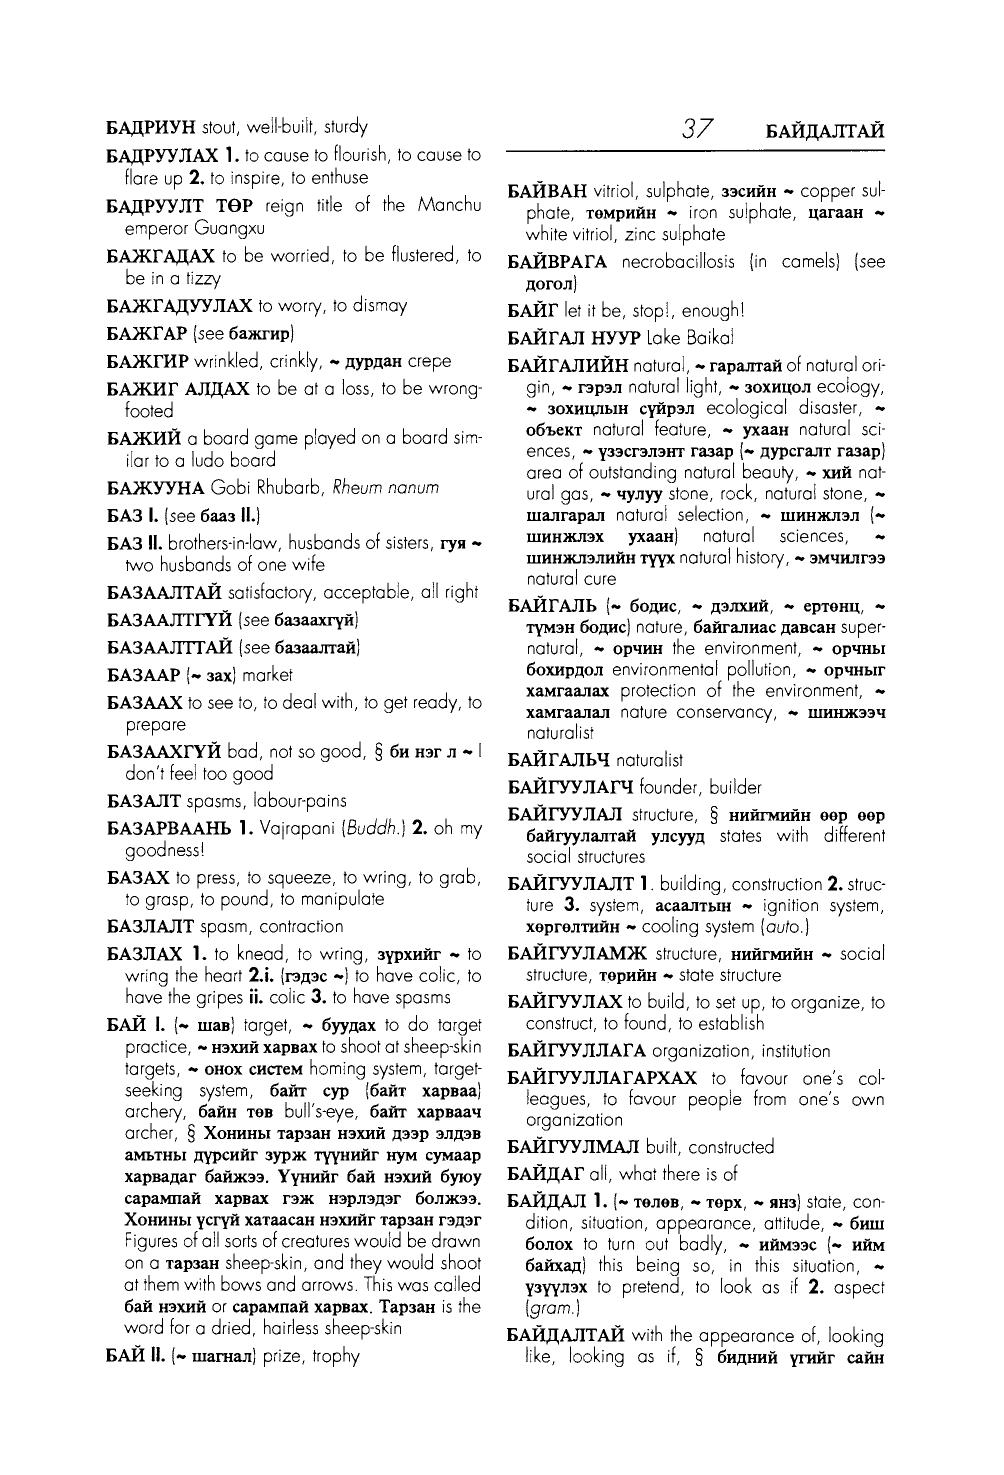 БАДРИУН stout, well-built, sturdy
БАДРУУЛАХ 1. to cause to flourish, to cause to
flare up 2. to inspire, to enthuse
БАДРУУЛТ ТӨР reign title of the Manchu
emperor Guangxu
БАЖГАДАХ to be worried, to be flustered, to
be in a tizzy
БАЖГАДУУЛАХ to worry, to dismay
БАЖГАР (see бажгир)
БАЖГИР wrinkled, crinkly, ~ дурдан crepe
БАЖИГ АЛДАХ to be at a loss, to be wrong-
footed
БАЖИЙ a board game played on a board sim-
ilar to a ludo board
БАЖУУНА Gobi Rhubarb, Rheum nanum
БАЗ I. (see бааз II.)
БАЗ II. brothers-in-law, husbands of sisters, гуя ~
two husbands of one wife
БАЗААЛТАЙ satisfactory, acceptable, all right
БАЗААЛТГҮЙ (see базаахгүй)
БАЗААЛТТАЙ (see базаалтай)
БАЗААР (~ зах) market
БАЗААХ to see to, to deal with, to get ready, to
prepare
БАЗААХГҮЙ bad, not so good, § би нэг л ~ I
don't feel too good
БАЗАЛТ spasms, labour-pains
БАЗАРВААНЬ 1. Vajrapani (Buddh.) 2. oh my
goodness!
БАЗАХ to press, to squeeze, to wring, to grab,
to grasp, to pound, to manipulate
БАЗЛАЛТ spasm, contraction
БАЗЛАХ 1. to knead, to wring, зүрхийг ~ to
wring the heart 2.i. (гэдэс ~) to have colic, to
have the gripes ii. colic 3. to have spasms
БАЙ I. (~ шав) target, ~ буудах to do target
practice, ~ нэхий харвах to shoot at sheep-skin
targets, ~ онох систем homing system, target-
seeking system, байт сур (байт харваа)
archery, байн төв bull's-eye, байт харваач
archer, § Хонины тарзан нэхий дээр элдэв
амьтны дүрсийг зурж түүнийг нум сумаар
харвадаг байжээ. Үүнийг бай нэхий буюу
сарампай харвах гэж нэрлэдэг болжээ.
Хонины үсгүй хатаасан нэхийг тарзан гэдэг
Figures of all sorts of creatures would be drawn
on a тарзан sheep-skin, and they would shoot
at them with bows and arrows. This was called
бай нэхий or сарампай харвах. Тарзан is the
word for a dried, hairless sheep-skin
БАЙ II. (~ шагнал) prize, trophy
37 БАЙДАЛТАЙ
БАЙВАН vitriol, sulphate, зэсийн ~ copper sul-
phate, төмрийн ~ iron sulphate, цагаан ~
white vitriol, zinc sulphate
БАЙВРАГА necrobacillosis (in camels) (see
догол)
БАЙГ let it be, stop!, enough!
БАЙГАЛ НУУР Lake Baikal
БАЙГАЛИЙН natural, ~ гаралтай of natural ori-
gin, ~ гэрэл natural light, ~ зохицол ecology,
~ зохицлын сүйрэл ecological disaster, ~
объект natural feature, ~ ухаан natural sci-
ences, ~ үзэсгэлэнт газар (~ дурсгалт газар)
area of outstanding natural beauty, ~ хий nat-
ural gas, ~ чулуу stone, rock, natural stone, ~
шалгарал natural selection, ~ шинжлэл (~
шинжлэх ухаан) natural sciences, ~
шинжлэлийн түүх natural history, ~ эмчилгээ
natural cure
БАЙГАЛЬ (~ бодис, ~ дэлхий, ~ ертөнц, ~
түмэн бодис) nature, байгалиас давсан super-
natural, ~ орчин the environment, ~ орчны
бохирдол environmental pollution, ~ орчныг
хамгаалах protection of the environment, ~
хамгаалал nature conservancy, ~ шинжээч
naturalist
БАЙГАЛЬЧ naturalist
БАЙГУУЛАГЧ founder, builder
БАЙГУУЛАЛ structure, § нийгмийн өөр өөр
байгуулалтай улсууд states with different
social structures
БАЙГУУЛАЛТ 1. building, construction 2. struc-
ture 3. system, асаалтын ~ ignition system,
хөргөлтийн ~ cooling system (auto.)
БАЙГУУЛАМЖ structure, нийгмийн ~ social
structure, төрийн ~ state structure
БАЙГУУЛАХ to build, to set up, to organize, to
construct, to found, to establish
БАЙГУУЛЛАГА organization, institution
БАЙГУУЛЛАГАРХАХ to favour one's col-
leagues, to favour people from one's own
organization
БАЙГУУЛМАЛ built, constructed
БАЙДАГ all, what there is of
БАЙДАЛ 1. (~ төлөв, ~ төрх, ~ янз) state, con-
dition, situation, appearance, attitude, ~ биш
болох to turn out badly, ~ иймээс (~ ийм
байхад) this being so, in this situation, ~
үзүүлэх to pretend, to look as if 2. aspect
(gram.)
БАЙДАЛТАЙ with the appearance of, looking
like, looking as if, § бидний үгийг сайн